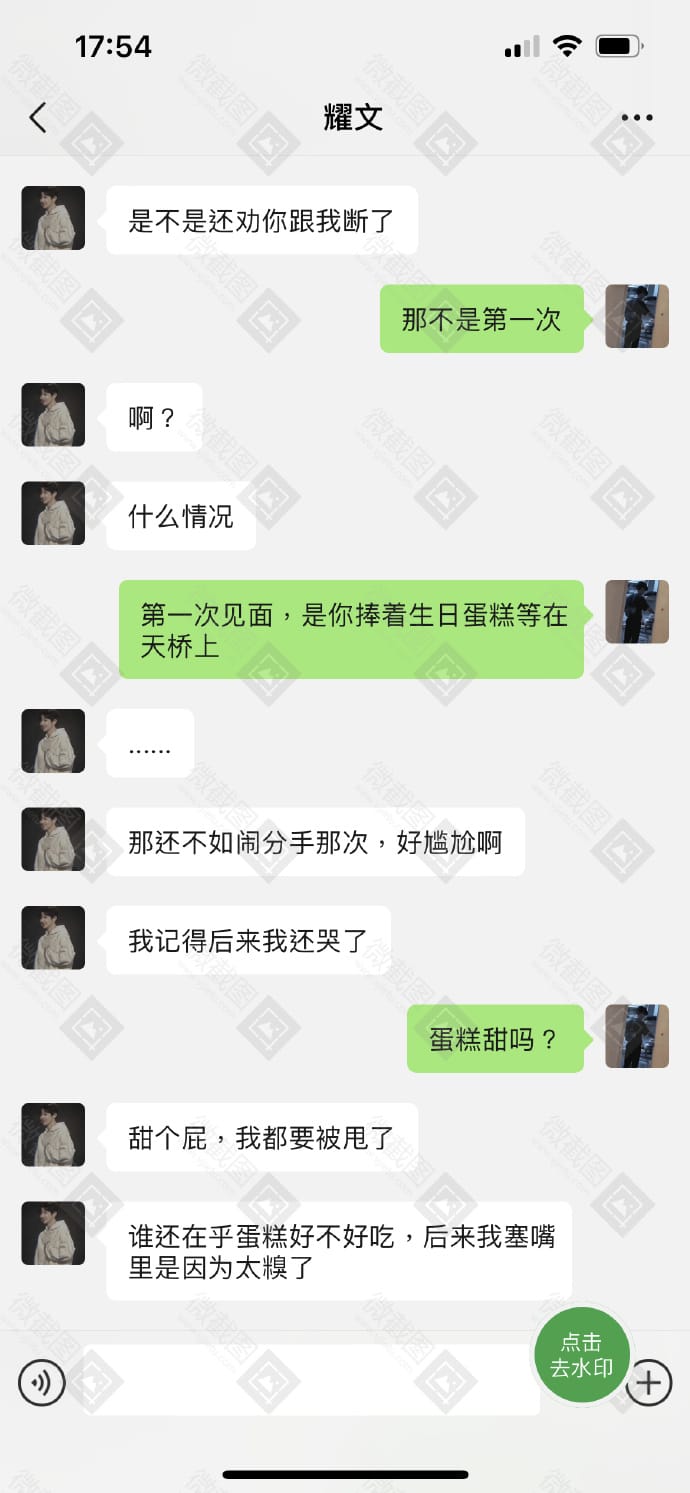 17:54
耀文
是不是还劝你跟我断了
那不是第一次
啊？
什么情况
第一次见面，是你捧着生日蛋糕等在
天桥上
......
那还不如闹分手那次，好尴尬啊
我记得后来我还哭了
蛋糕甜吗？
甜个屁，我都要被甩了
谁还在乎蛋糕好不好吃，后来我塞嘴
里是因为太糗了
点击
去水印
微截图